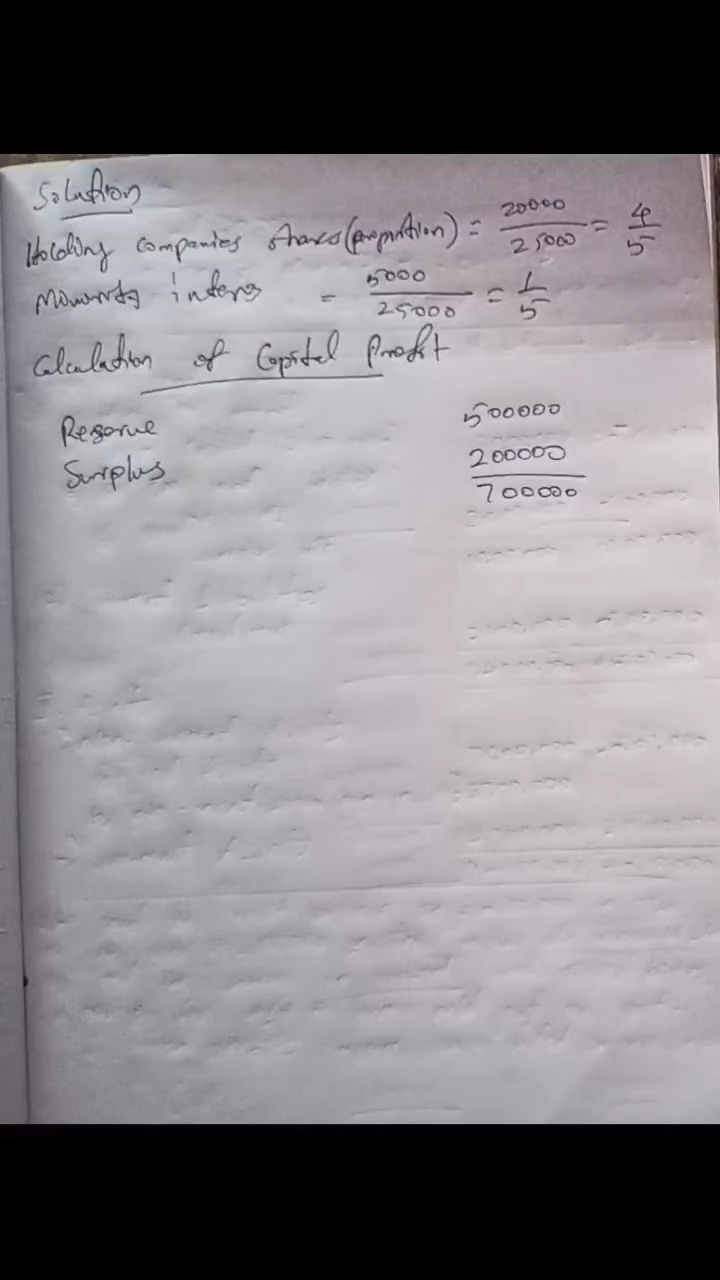 Solution
Holding Companies shares (proportion) = 20000/25000 = 4/5
Minority inters = 5000/25000 = 1/5
Calculation of Capital Profit
Reserve 500000
Surplus 200000
700000